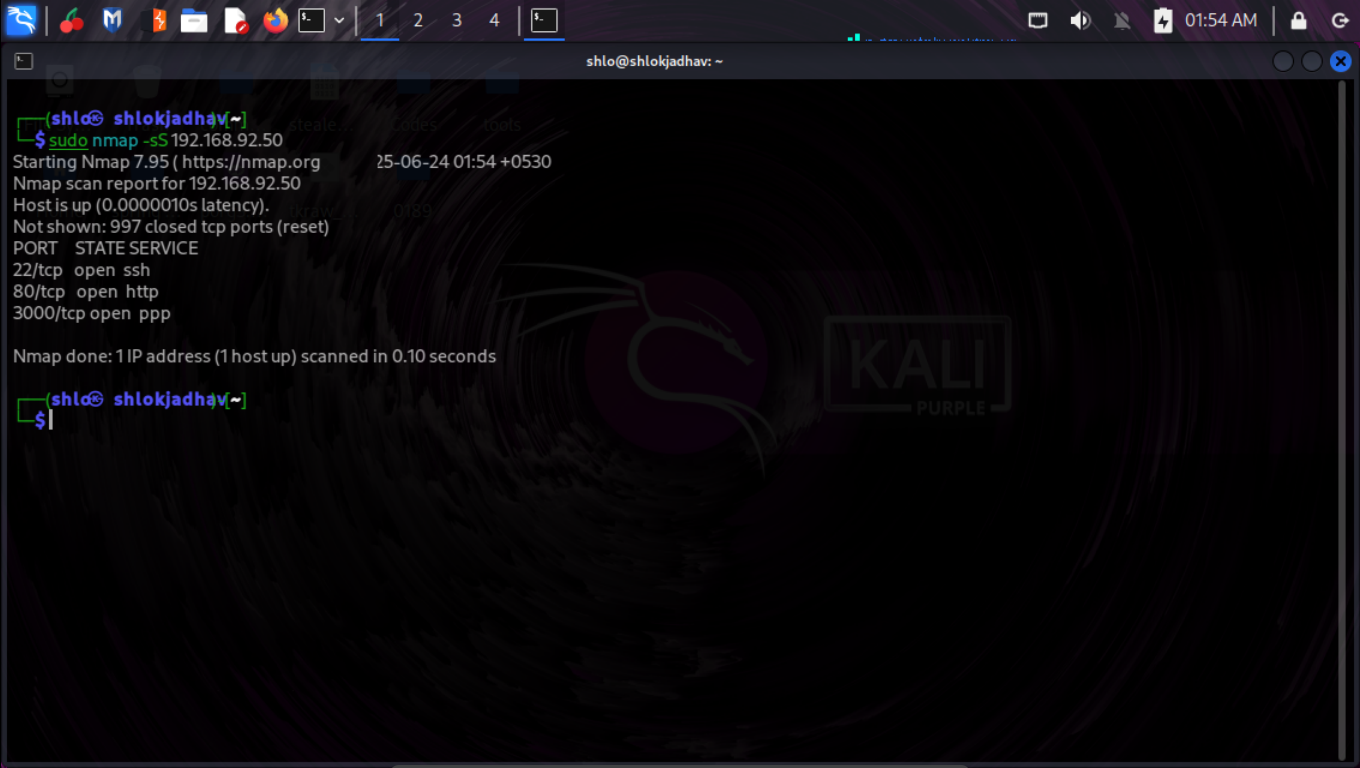 1 2 3 4 01:54 AM
shlo@shlokjadhav: ~
steale... Codes tools
0189
┌──(shlo㉿ shlokjadhav)-[~]
└─$ sudo nmap -sS 192.168.92.50
Starting Nmap 7.95 ( https://nmap.org 25-06-24 01:54 +0530
Nmap scan report for 192.168.92.50
Host is up (0.0000010s latency).
Not shown: 997 closed tcp ports (reset)
PORT STATE SERVICE
22/tcp open ssh
80/tcp open http
3000/tcp open ppp
Nmap done: 1 IP address (1 host up) scanned in 0.10 seconds
┌──(shlo㉿ shlokjadhav)-[~]
└─$
KALI
PURPLE